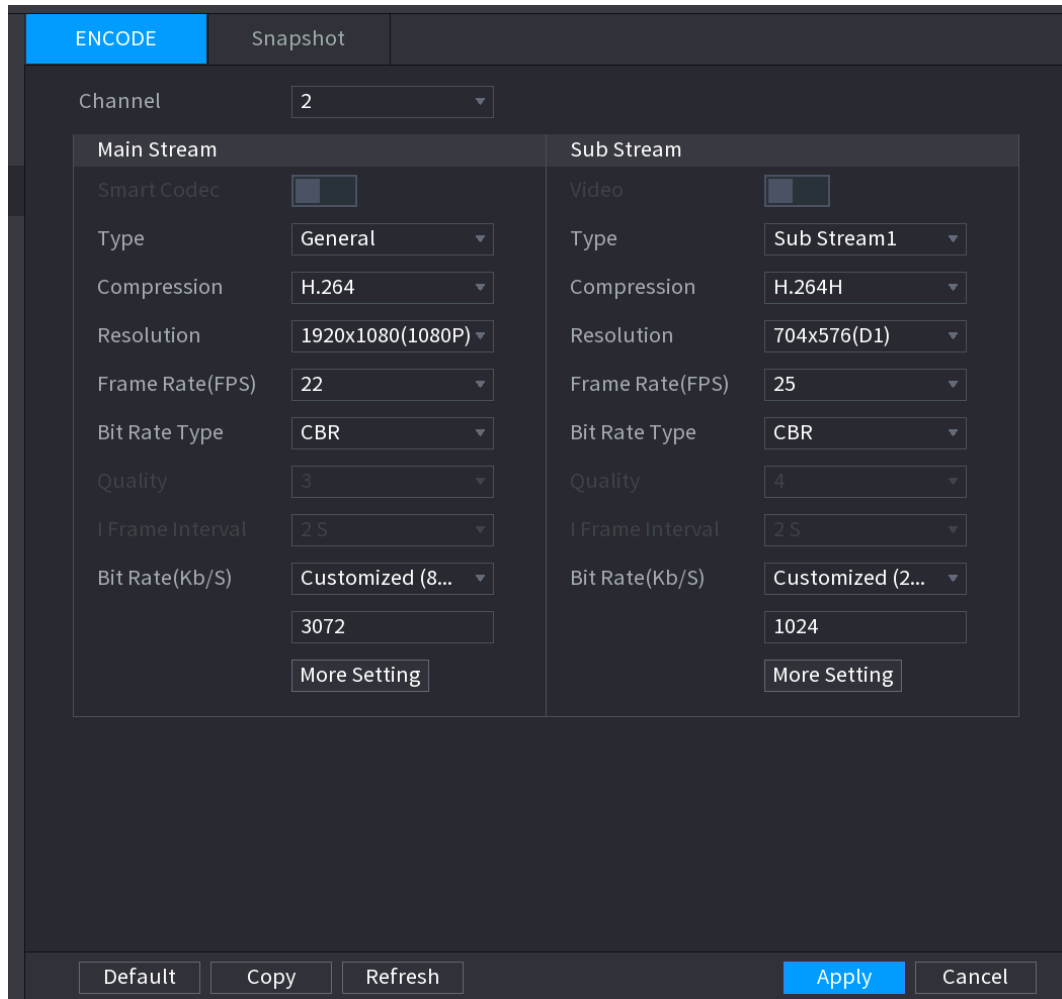 ENCODE Snapshot
Channel 2
Main Stream Sub Stream
Smart Codec Video
Type General Type Sub Stream1
Compression H.264 Compression H.264H
Resolution 1920x1080(1080P) Resolution 704x576(D1)
Frame Rate(FPS) 22 Frame Rate(FPS) 25
Bit Rate Type CBR Bit Rate Type CBR
Quality 3 Quality 4
I Frame Interval 2 S I Frame Interval 2 S
Bit Rate(Kb/S) Customized (8... Bit Rate(Kb/S) Customized (2...
3072 1024
More Setting More Setting
Default Copy Refresh Apply Cancel